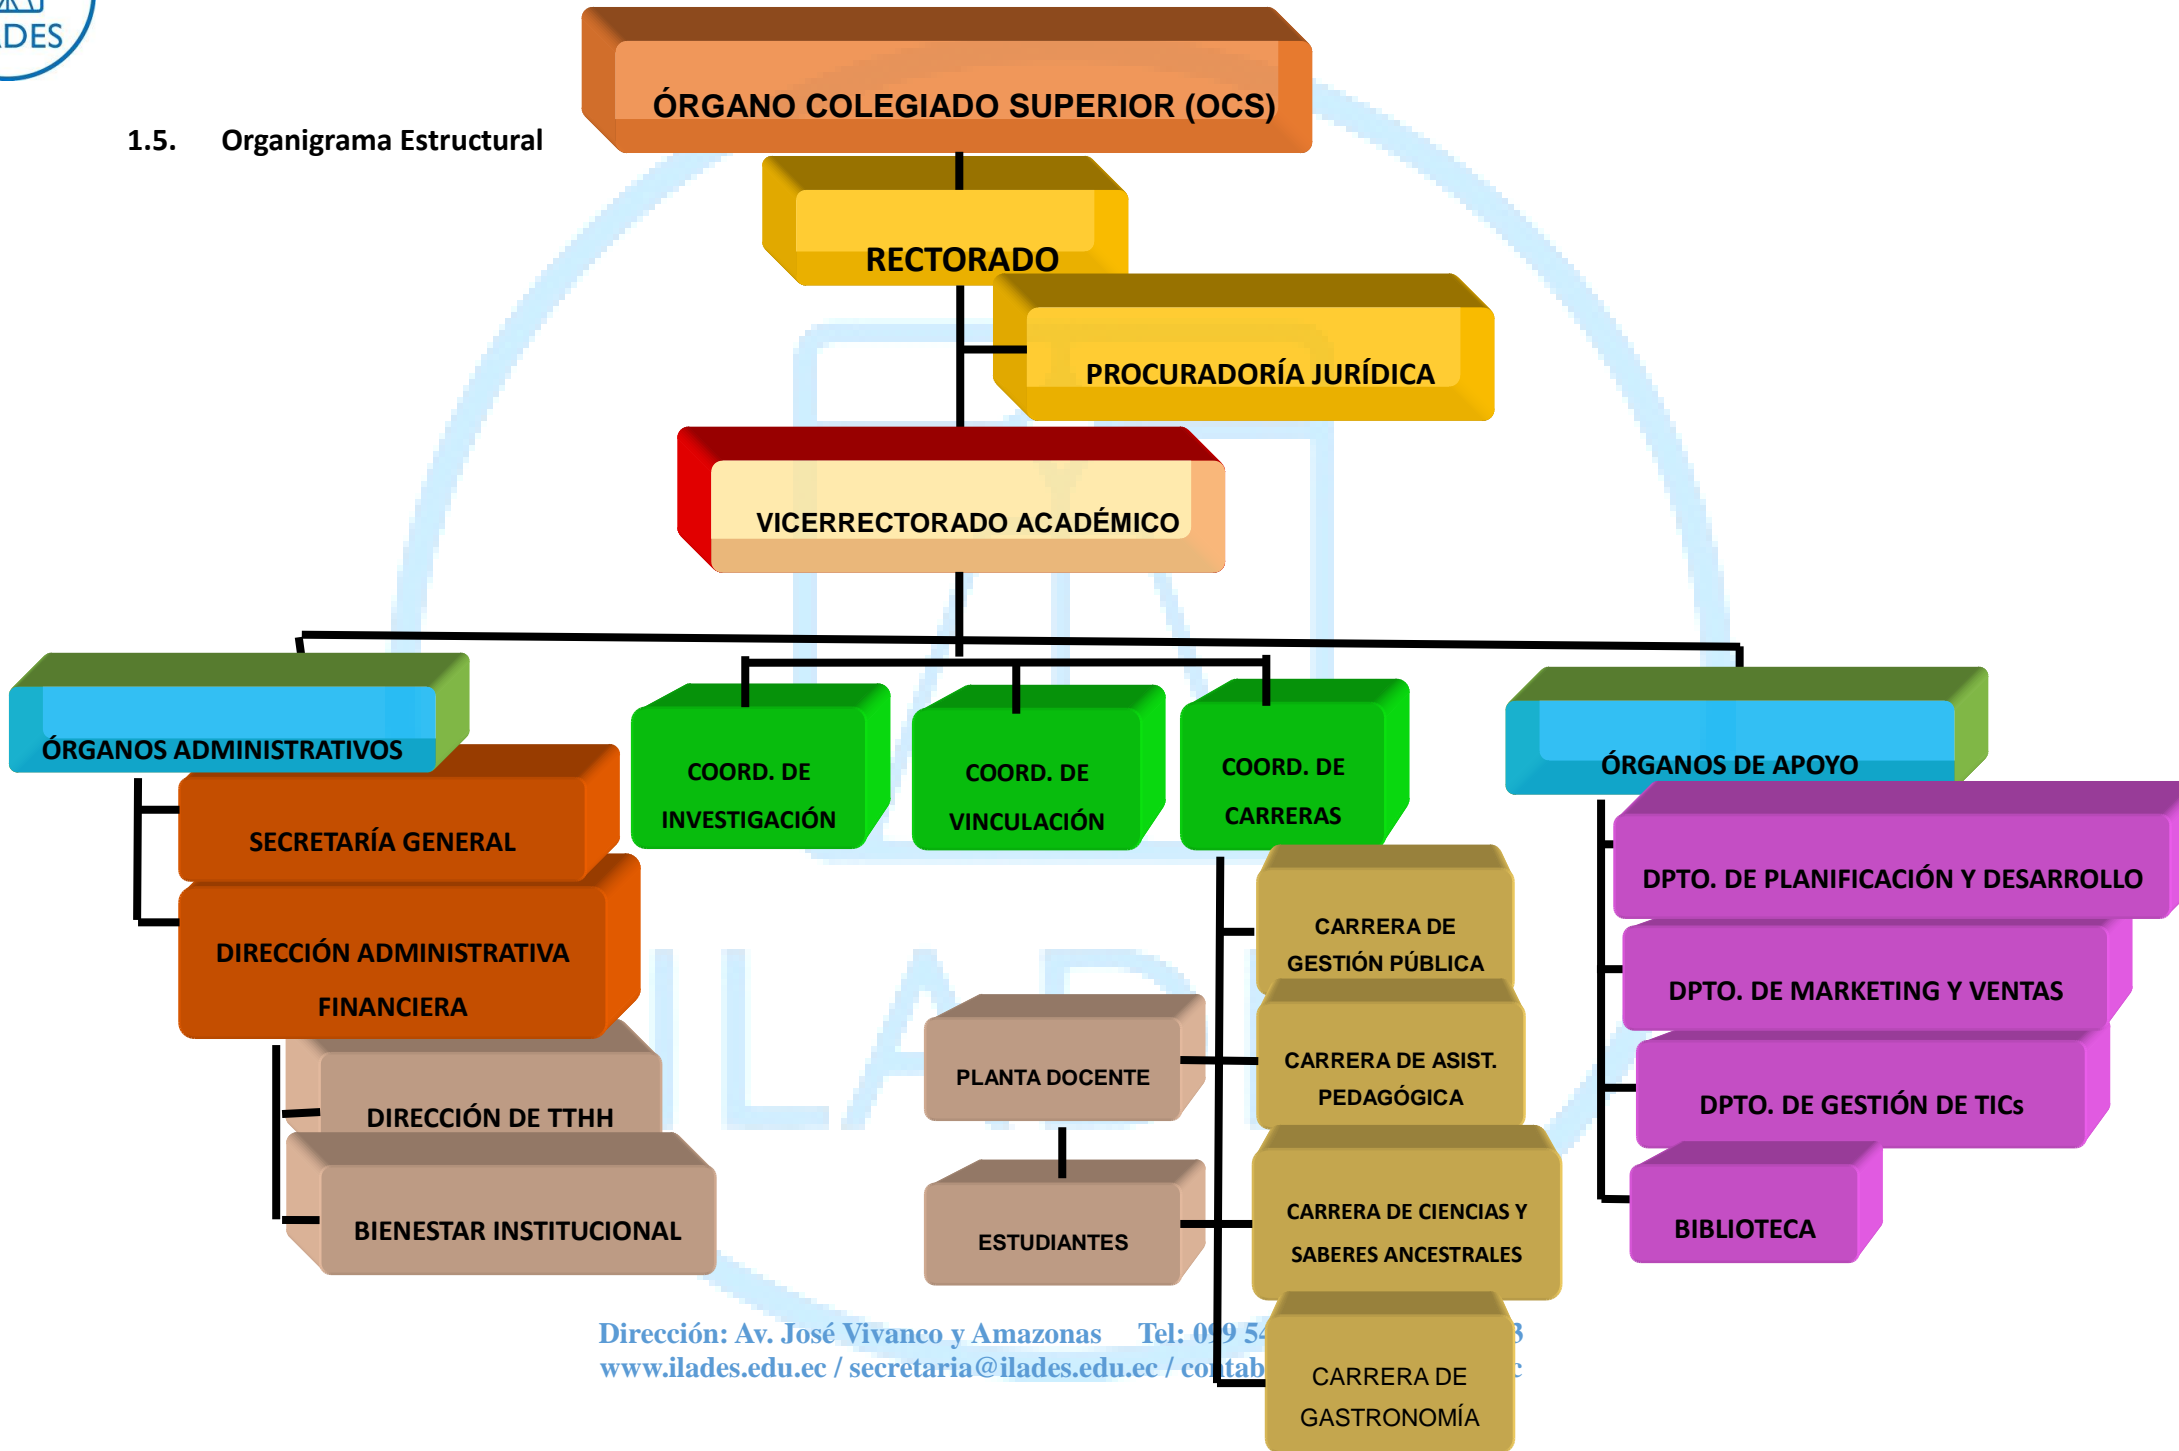 ÓRGANO COLEGIADO SUPERIOR (OCS)
1.5. Organigrama Estructural
RECTORADO
PROCURADORÍA JURÍDICA
VICERRECTORADO ACADÉMICO
ÓRGANOS ADMINISTRATIVOS
SECRETARÍA GENERAL
DIRECCIÓN ADMINISTRATIVA
FINANCIERA
DIRECCIÓN DE TTHH
BIENESTAR INSTITUCIONAL
COORD. DE
INVESTIGACIÓN
COORD. DE
VINCULACIÓN
COORD. DE
CARRERAS
CARRERA DE
GESTIÓN PÚBLICA
CARRERA DE ASIST.
PEDAGÓGICA
CARRERA DE CIENCIAS Y
SABERES ANCESTRALES
CARRERA DE
GASTRONOMÍA
PLANTA DOCENTE
ESTUDIANTES
ÓRGANOS DE APOYO
DPTO. DE PLANIFICACIÓN Y DESARROLLO
DPTO. DE MARKETING Y VENTAS
DPTO. DE GESTIÓN DE TICs
BIBLIOTECA
Dirección: Av. José Vivanco y Amazonas Tel: 099
www.ilades.edu.ec / secretaria@ilades.edu.ec /